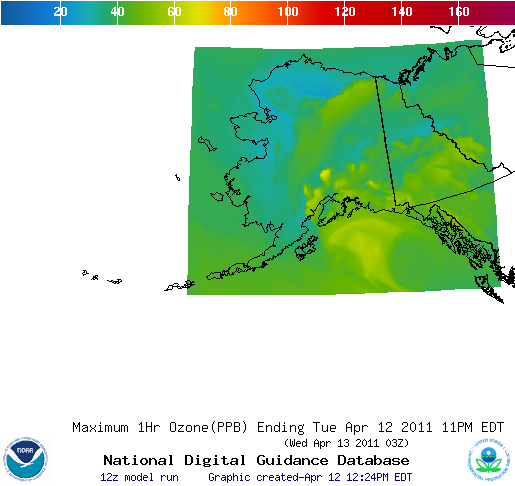 20 40 60 80 100 120 140 160
Maximum 1Hr Ozone(PPB) Ending Tue Apr 12 2011 11PM EDT
(Wed Apr 13 2011 03Z)
National Digital Guidance Database
12z model run Graphic created-Apr 12 12:24PM EDT
NOAA